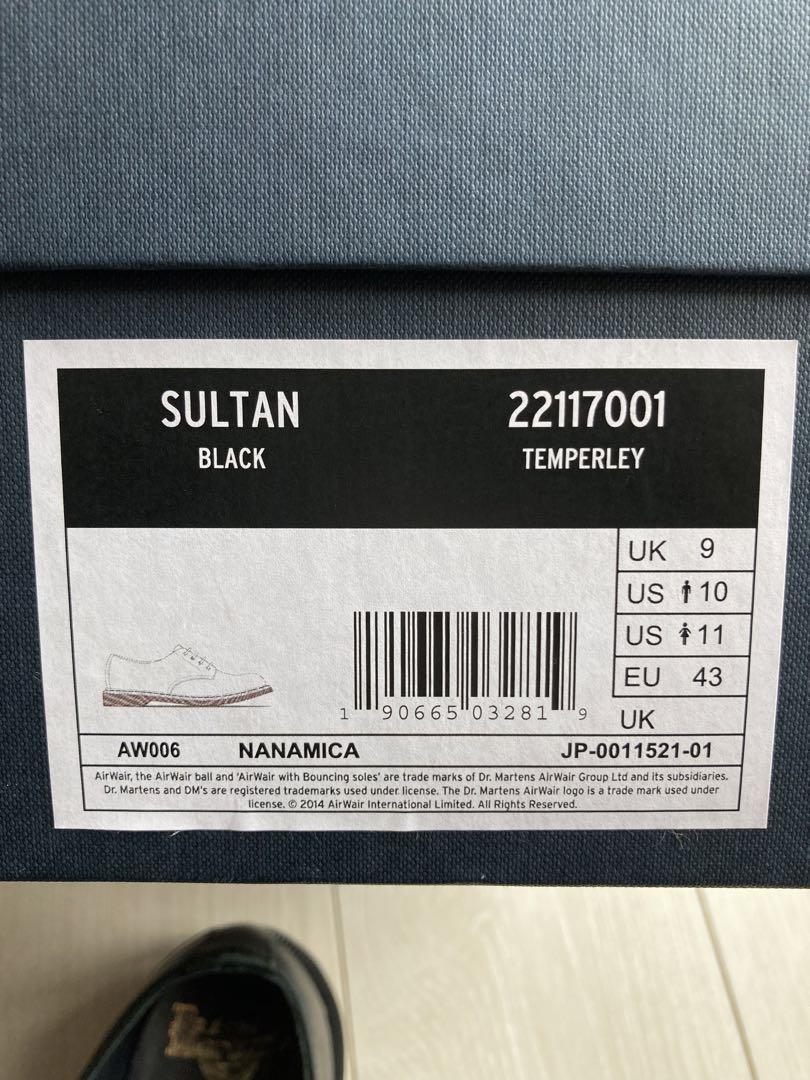 SULTAN 22117001
BLACK TEMPERLEY
UK 9
US 10
US 11
EU 43
1 90665 03281 9
UK
AW006 NANAMICA JP-0011521-01
AirWair, the AirWair ball and 'AirWair with Bouncing soles' are trade marks of Dr. Martens AirWair Group Ltd and its subsidiaries.
Dr. Martens and DM's are registered trademarks used under license. The Dr. Martens AirWair logo is a trade mark used under
license. © 2014 AirWair International Limited. All Rights Reserved.